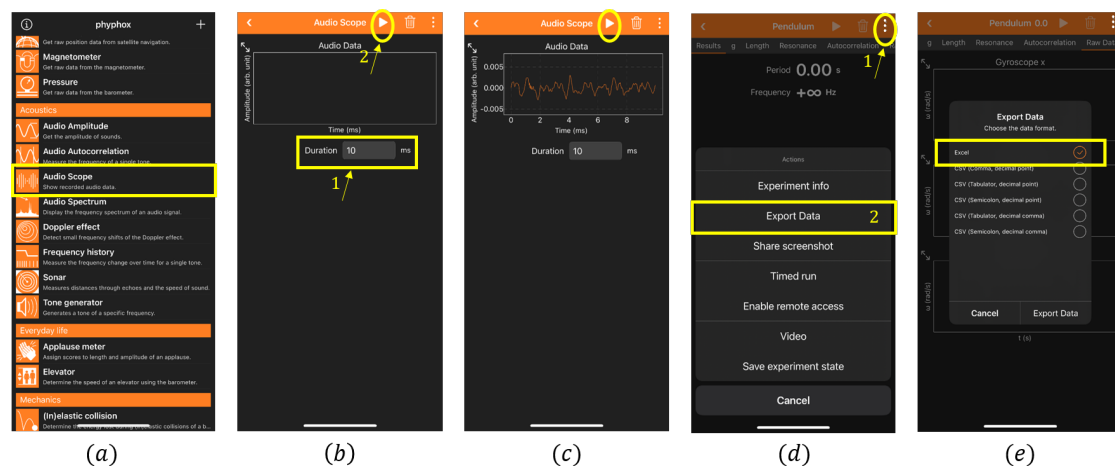 phyphox
Get raw position data from satellite navigation.
Magnetometer
Get raw data from the magnetometer.
Pressure
Get raw data from the barometer.
Acoustics
Audio Amplitude
Get the amplitude of sounds.
Audio Autocorrelation
Measure the frequency of a single tone.
Audio Scope
Show recorded audio data.
Audio Spectrum
Display the frequency spectrum of an audio signal.
Doppler effect
Detect small frequency shifts of the Doppler effect.
Frequency history
Measure the frequency change over time for a single tone.
Sonar
Measures distances through echoes and the speed of sound.
Tone generator
Generates a tone of a specific frequency.
Everyday life
Applause meter
Assign scores to length and amplitude of an applause.
Elevator
Determine the speed of an elevator using the barometer.
Mechanics
(In)elastic collision
(a)
Audio Scope
2
Audio Data
Amplitude (arb. unit)
Time (ms)
Duration 10 ms
1
(b)
Audio Scope
Audio Data
Amplitude (arb. unit)
0.005
0.000
-0.005
0 2 4 6 8
Time (ms)
Duration 10 ms
(c)
Pendulum
1
Results g Length Resonance Autocorrelation
Period 0.00 s
Frequency +∞ Hz
Actions
Experiment info
Export Data 2
Share screenshot
Timed run
Enable remote access
Video
Save experiment state
Cancel
(d)
Pendulum 0.0
g Length Resonance Autocorrelation Raw Dat
Gyroscope x
ω (rad/s)
Export Data
Choose the data format.
Excel
CSV (Comma, decimal point)
CSV (Tabulator, decimal point)
CSV (Semicolon, decimal point)
CSV (Tabulator, decimal comma)
CSV (Semicolon, decimal comma)
ω (rad/s)
ω (rad/s)
Cancel Export Data
t (s)
(e)